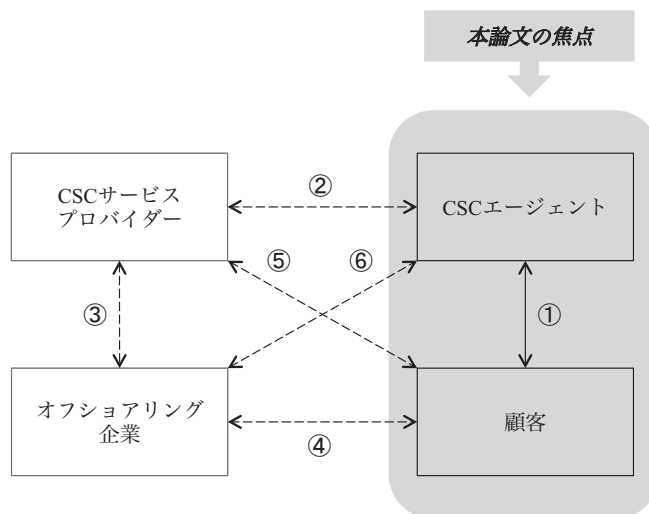 本論文の焦点
CSCサービス
プロバイダー
②
CSCエージェント
⑤
⑥
③
①
オフショアリング
企業
④
顧客